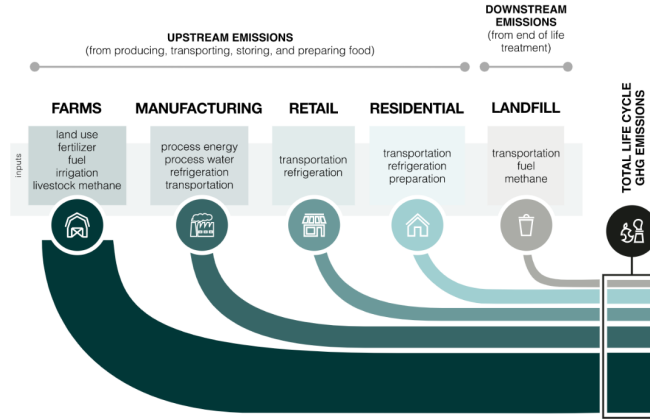 UPSTREAM EMISSIONS
(from producing, transporting, storing, and preparing food)
DOWNSTREAM
EMISSIONS
(from end of life
treatment)
FARMS
MANUFACTURING
RETAIL
RESIDENTIAL
LANDFILL
inputs
land use
fertilizer
fuel
irrigation
livestock methane
process energy
process water
refrigeration
transportation
transportation
refrigeration
transportation
refrigeration
preparation
transportation
fuel
methane
TOTAL LIFE CYCLE
GHG EMISSIONS